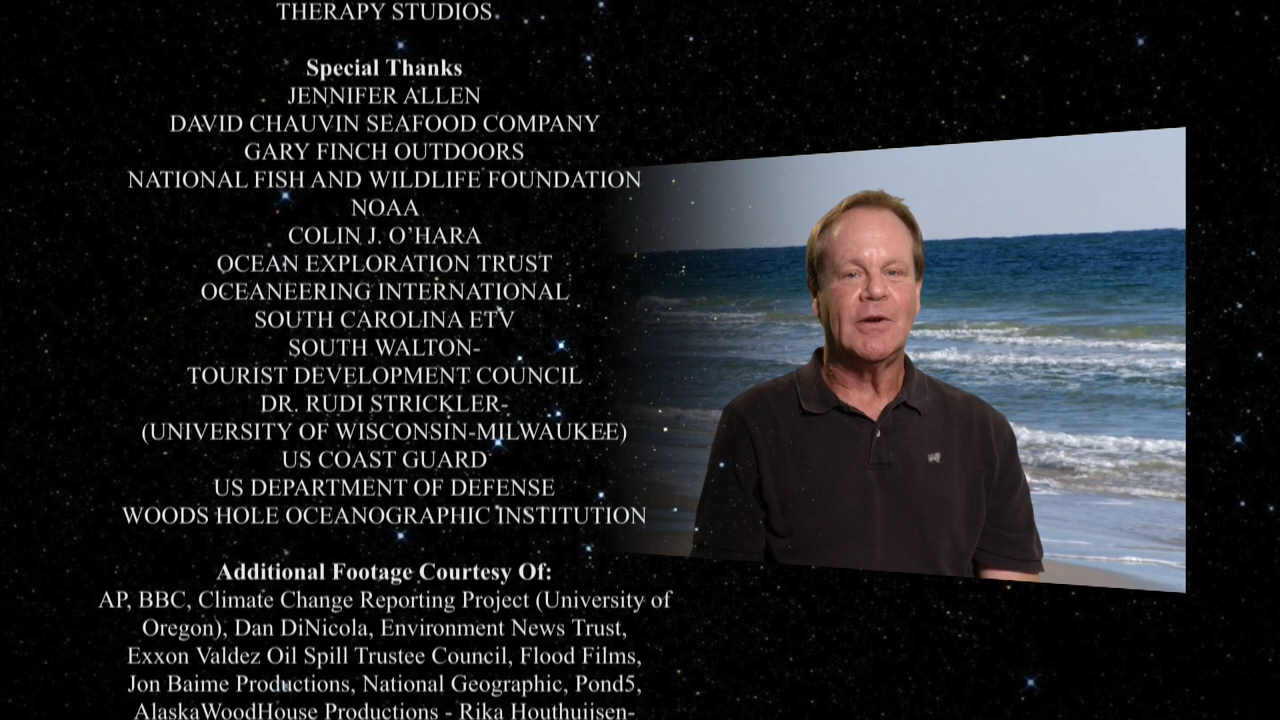 THERAPY STUDIOS
Special Thanks
JENNIFER ALLEN
DAVID CHAUVIN SEAFOOD COMPANY
GARY FINCH OUTDOORS
NATIONAL FISH AND WILDLIFE FOUNDATION
NOAA
COLIN J. O'HARA
OCEAN EXPLORATION TRUST
OCEANEERING INTERNATIONAL
SOUTH CAROLINA ETV
SOUTH WALTON-
TOURIST DEVELOPMENT COUNCIL
DR. RUDI STRICKLER-
(UNIVERSITY OF WISCONSIN-MILWAUKEE)
US COAST GUARD
US DEPARTMENT OF DEFENSE
WOODS HOLE OCEANOGRAPHIC INSTITUTION
Additional Footage Courtesy Of:
AP, BBC, Climate Change Reporting Project (University of
Oregon), Dan DiNicola, Environment News Trust,
Exxon Valdez Oil Spill Trustee Council, Flood Films,
Jon Baime Productions, National Geographic, Pond5,
AlaskaWoodHouse Productions - Rika Houthuijsen-